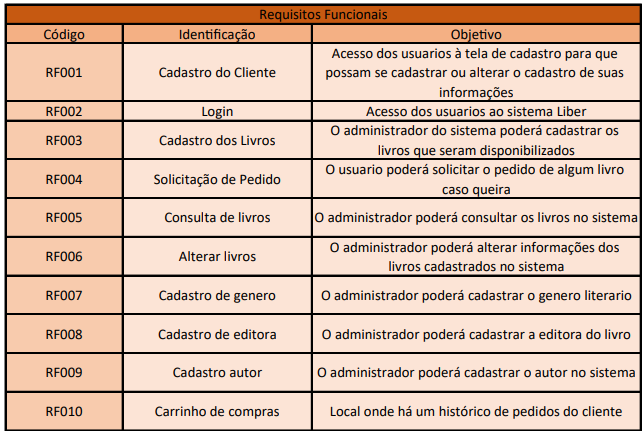 Requisitos Funcionais
Código Identificação Objetivo
RF001 Cadastro do Cliente
Acesso dos usuarios à tela de cadastro para que
possam se cadastrar ou alterar o cadastro de suas
informações
RF002 Login Acesso dos usuarios ao sistema Liber
RF003 Cadastro dos Livros
O administrador do sistema poderá cadastrar os
livros que seram disponibilizados
RF004 Solicitação de Pedido
O usuario poderá solicitar o pedido de algum livro
caso queira
RF005 Consulta de livros O administrador poderá consultar os livros no sistema
RF006 Alterar livros
O administrador poderá alterar informações dos
livros cadastrados no sistema
RF007 Cadastro de genero O administrador poderá cadastrar o genero literario
RF008 Cadastro de editora O administrador poderá cadastrar a editora do livro
RF009 Cadastro autor O administrador poderá cadastrar o autor no sistema
RF010 Carrinho de compras Local onde há um histórico de pedidos do cliente